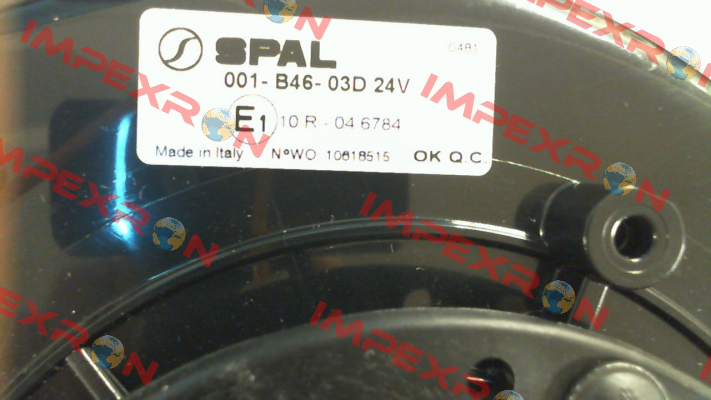 SPAL
0481
001- B46- 03D 24V
E1 10 R - 04 6784
Made in Italy N°WO 10618515 OK Q.C.
IMPEXRON
IMPEXRON
IMPEXRON
IMPEXRON
IMPEXRON
IMPEXRON